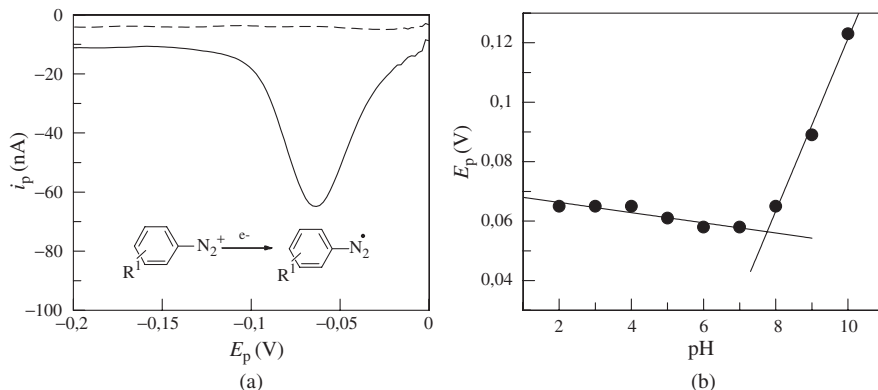 0
−20
−40
−60
−80
−100
i_p (nA)
−0,2
−0,15
−0,1
−0,05
0
E_p (V)
N₂⁺
e-
N₂•
R¹
R¹
(a)
0,12
0,1
0,08
0,06
0,04
E_p (V)
2
4
6
8
10
pH
(b)